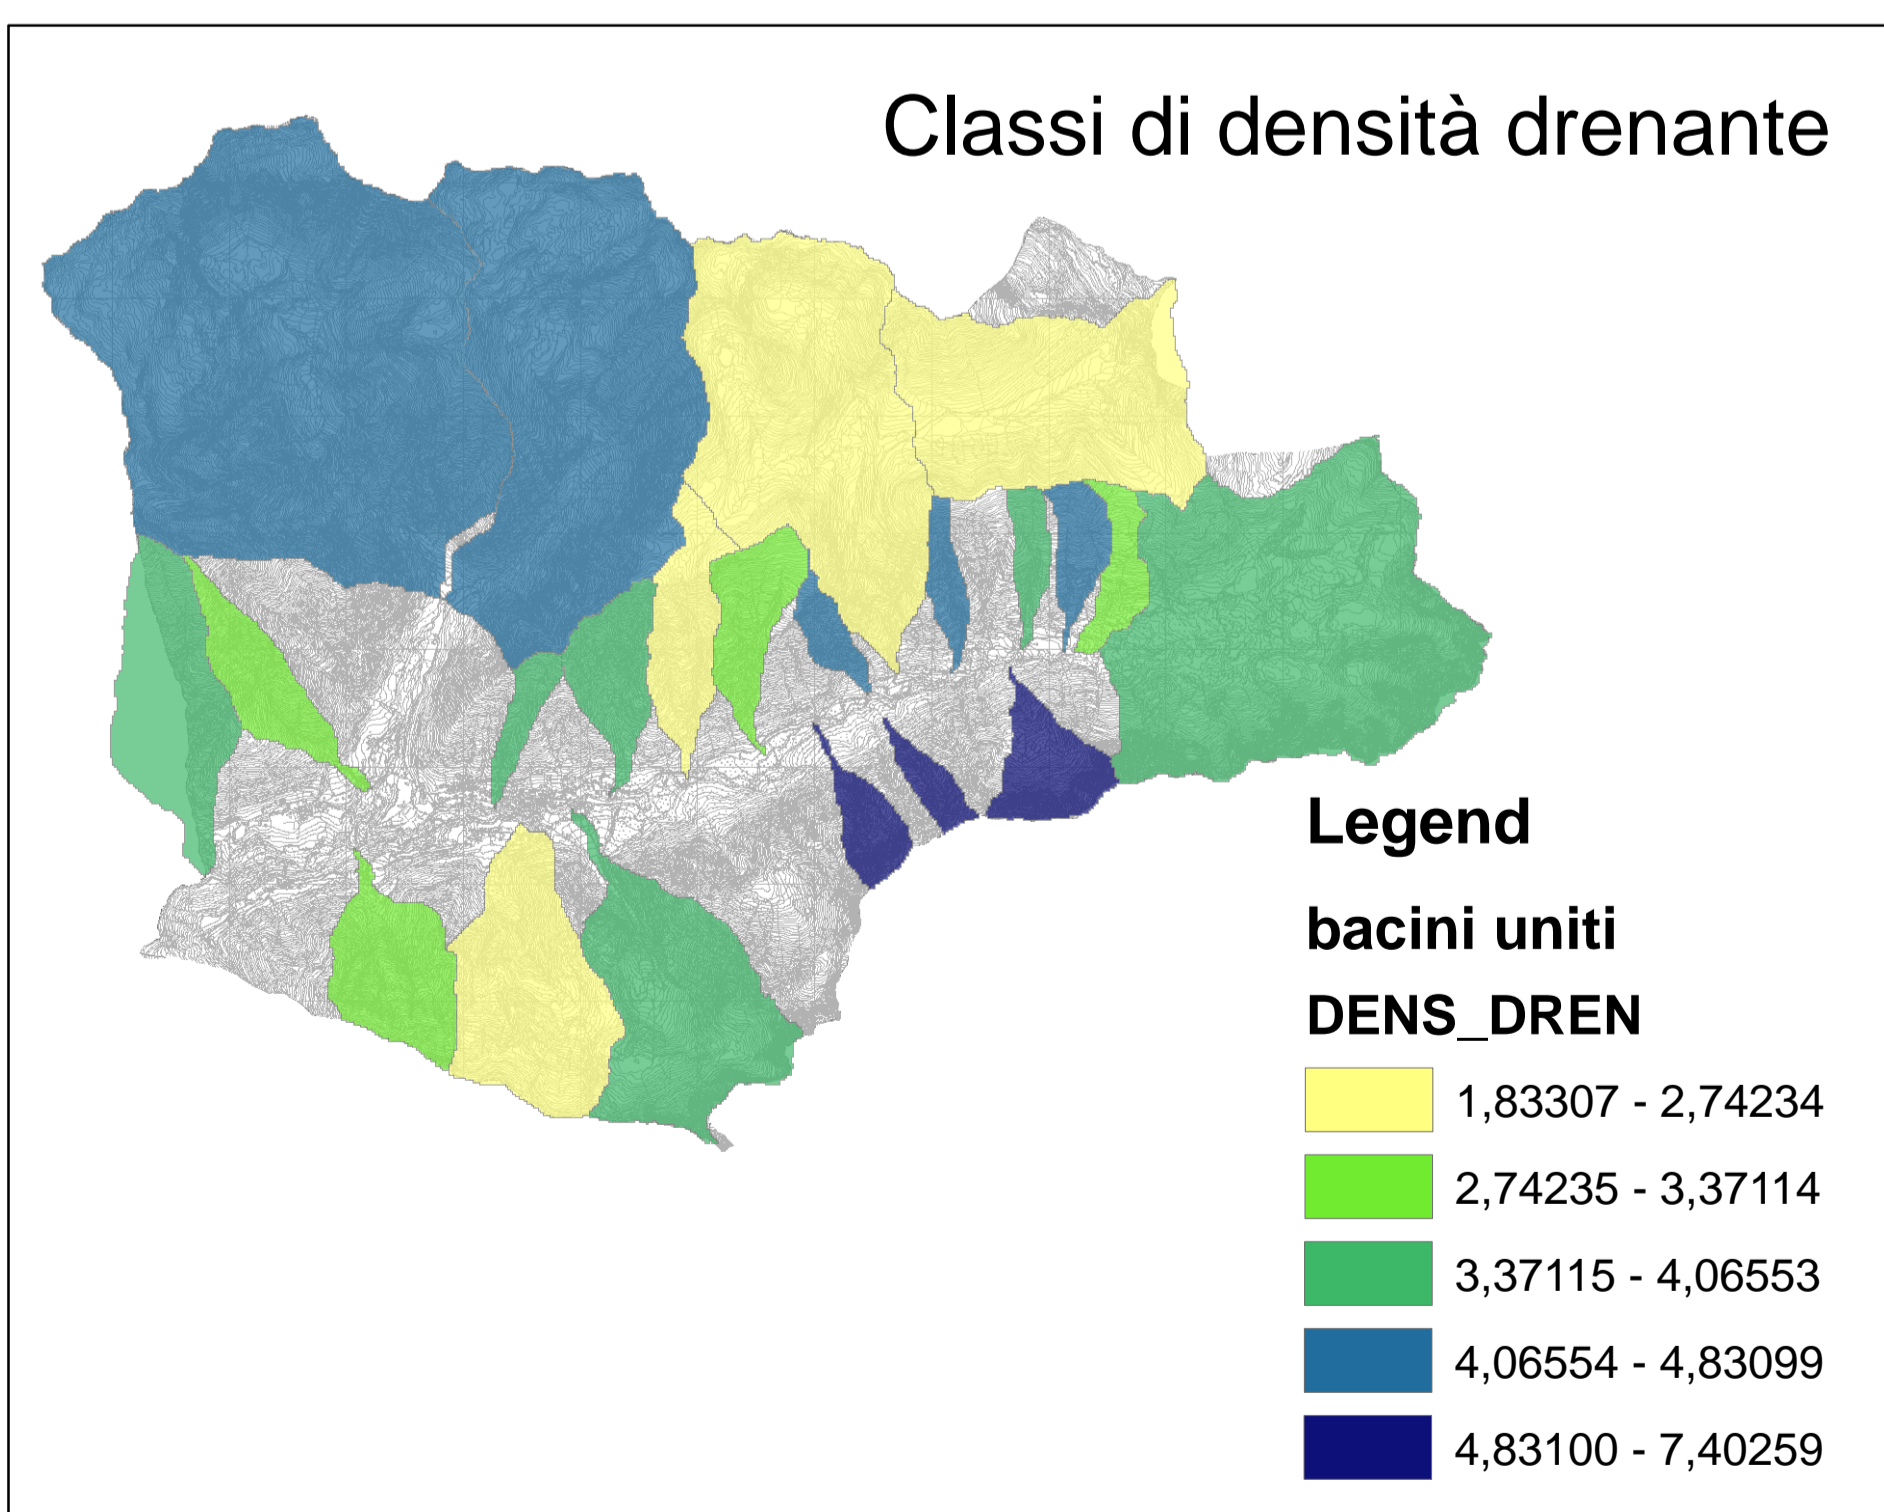 Classi di densità drenante
Legend
bacini uniti
DENS_DREN
1,83307 - 2,74234
2,74235 - 3,37114
3,37115 - 4,06553
4,06554 - 4,83099
4,83100 - 7,40259